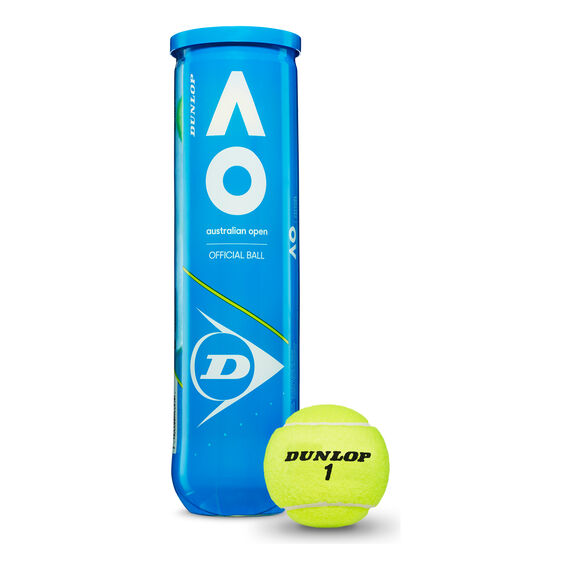 DUNLOP
AO
australian open
OFFICIAL BALL
AO
D
DUNLOP
1